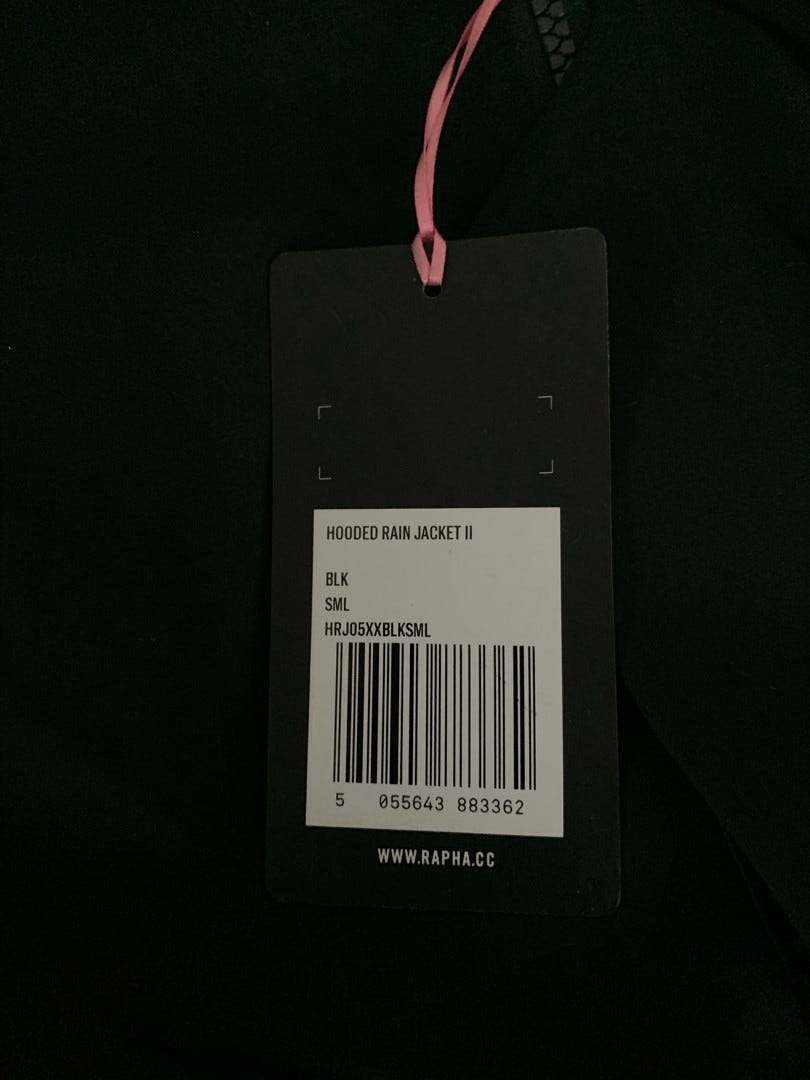 HOODED RAIN JACKET II
BLK
SML
HRJ05XXBLKSML
5 055643 883362
WWW.RAPHA.CC